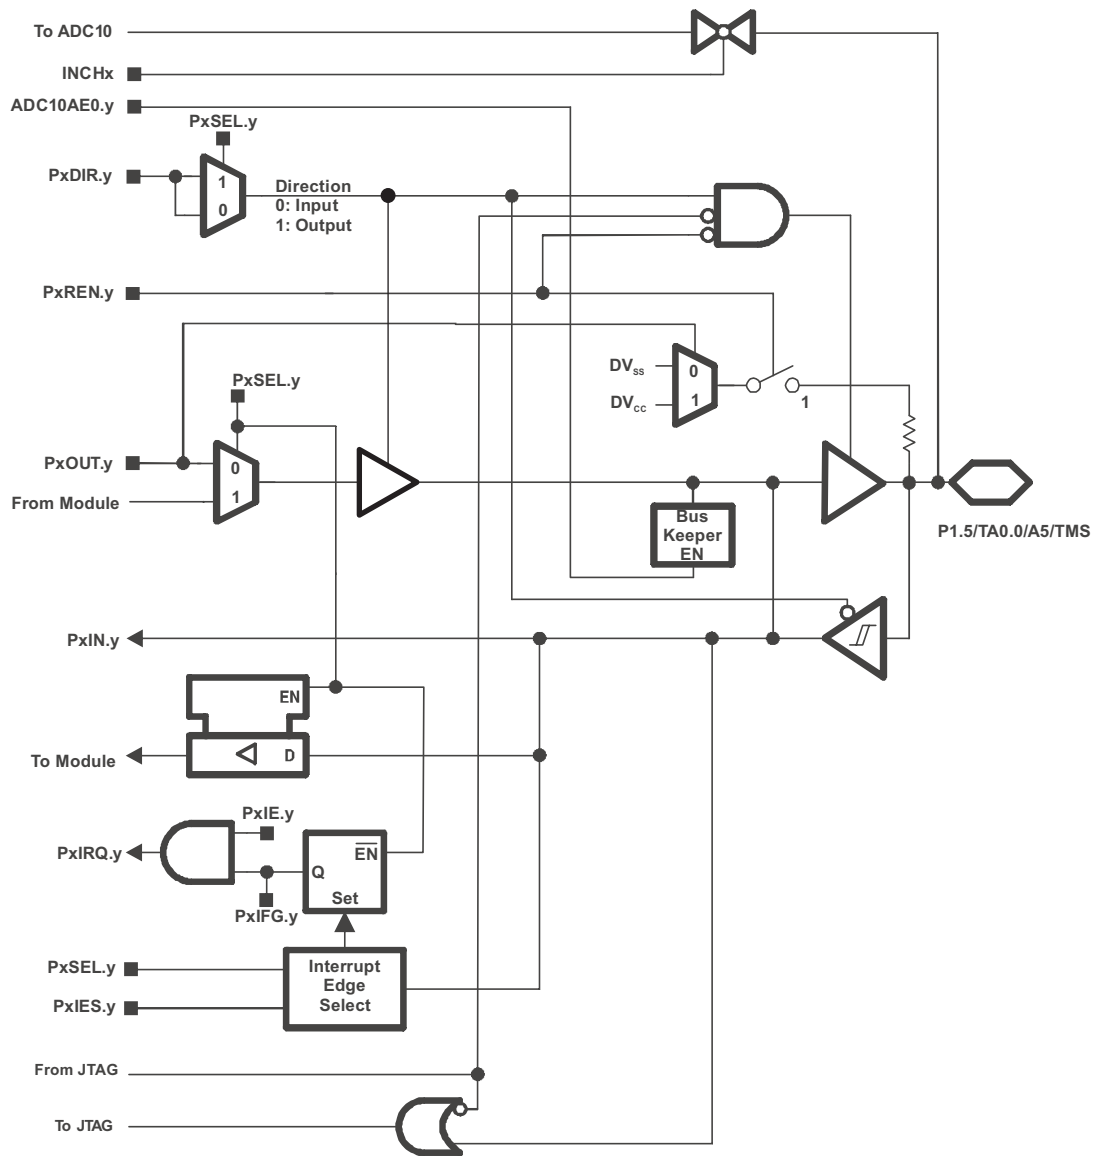 To ADC10
INCHx
ADC10AE0.y
PxSEL.y
PxDIR.y
1
0
Direction
0: Input
1: Output
PxREN.y
DVSS
0
DVCC
1
1
PxSEL.y
PxOUT.y
0
From Module
1
Bus
Keeper
EN
P1.5/TA0.0/A5/TMS
PxIN.y
EN
To Module
D
PxIE.y
PxIRQ.y
EN
Q
Set
PxIFG.y
PxSEL.y
Interrupt
Edge
Select
PxIES.y
From JTAG
To JTAG